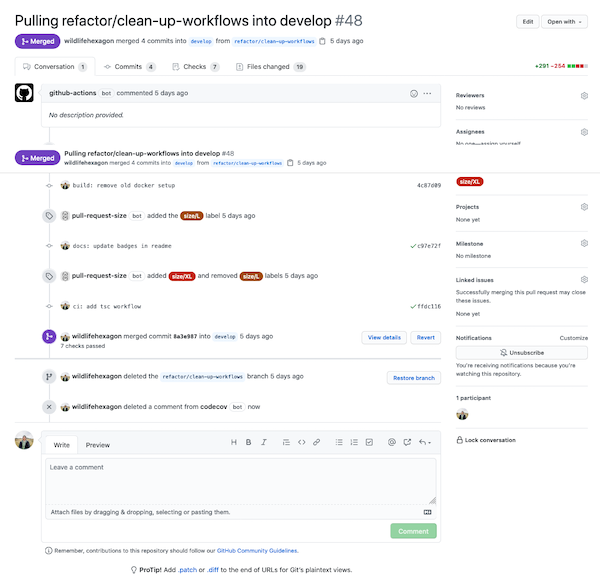 Pulling refactor/clean-up-workflows into develop #48
Edit
Open with
Merged
wildlifehexagon merged 4 commits into develop from refactor/clean-up-workflows 5 days ago
Conversation 1
Commits 4
Checks 7
Files changed 19
+291 −254
github-actions bot commented 5 days ago
No description provided.
Reviewers
No reviews
Assignees
No one—assign yourself
Merged
Pulling refactor/clean-up-workflows into develop #48
wildlifehexagon merged 4 commits into develop from refactor/clean-up-workflows 5 days ago
build: remove old docker setup
4c87d09
size/XL
pull-request-size bot added the size/L label 5 days ago
Projects
None yet
docs: update badges in readme
c97e72f
Milestone
No milestone
pull-request-size bot added size/XL and removed size/L labels 5 days ago
Linked issues
Successfully merging this pull request may close
these issues.
None yet
ci: add tsc workflow
ffdc116
wildlifehexagon merged commit 8a3e987 into develop 5 days ago
7 checks passed
View details
Revert
Notifications
Customize
Unsubscribe
You're receiving notifications because you're
watching this repository.
wildlifehexagon deleted the refactor/clean-up-workflows branch 5 days ago
Restore branch
1 participant
wildlifehexagon deleted a comment from codecov bot now
Lock conversation
Write
Preview
Leave a comment
Attach files by dragging & dropping, selecting or pasting them.
Comment
Remember, contributions to this repository should follow our GitHub Community Guidelines.
ProTip! Add .patch or .diff to the end of URLs for Git's plaintext views.